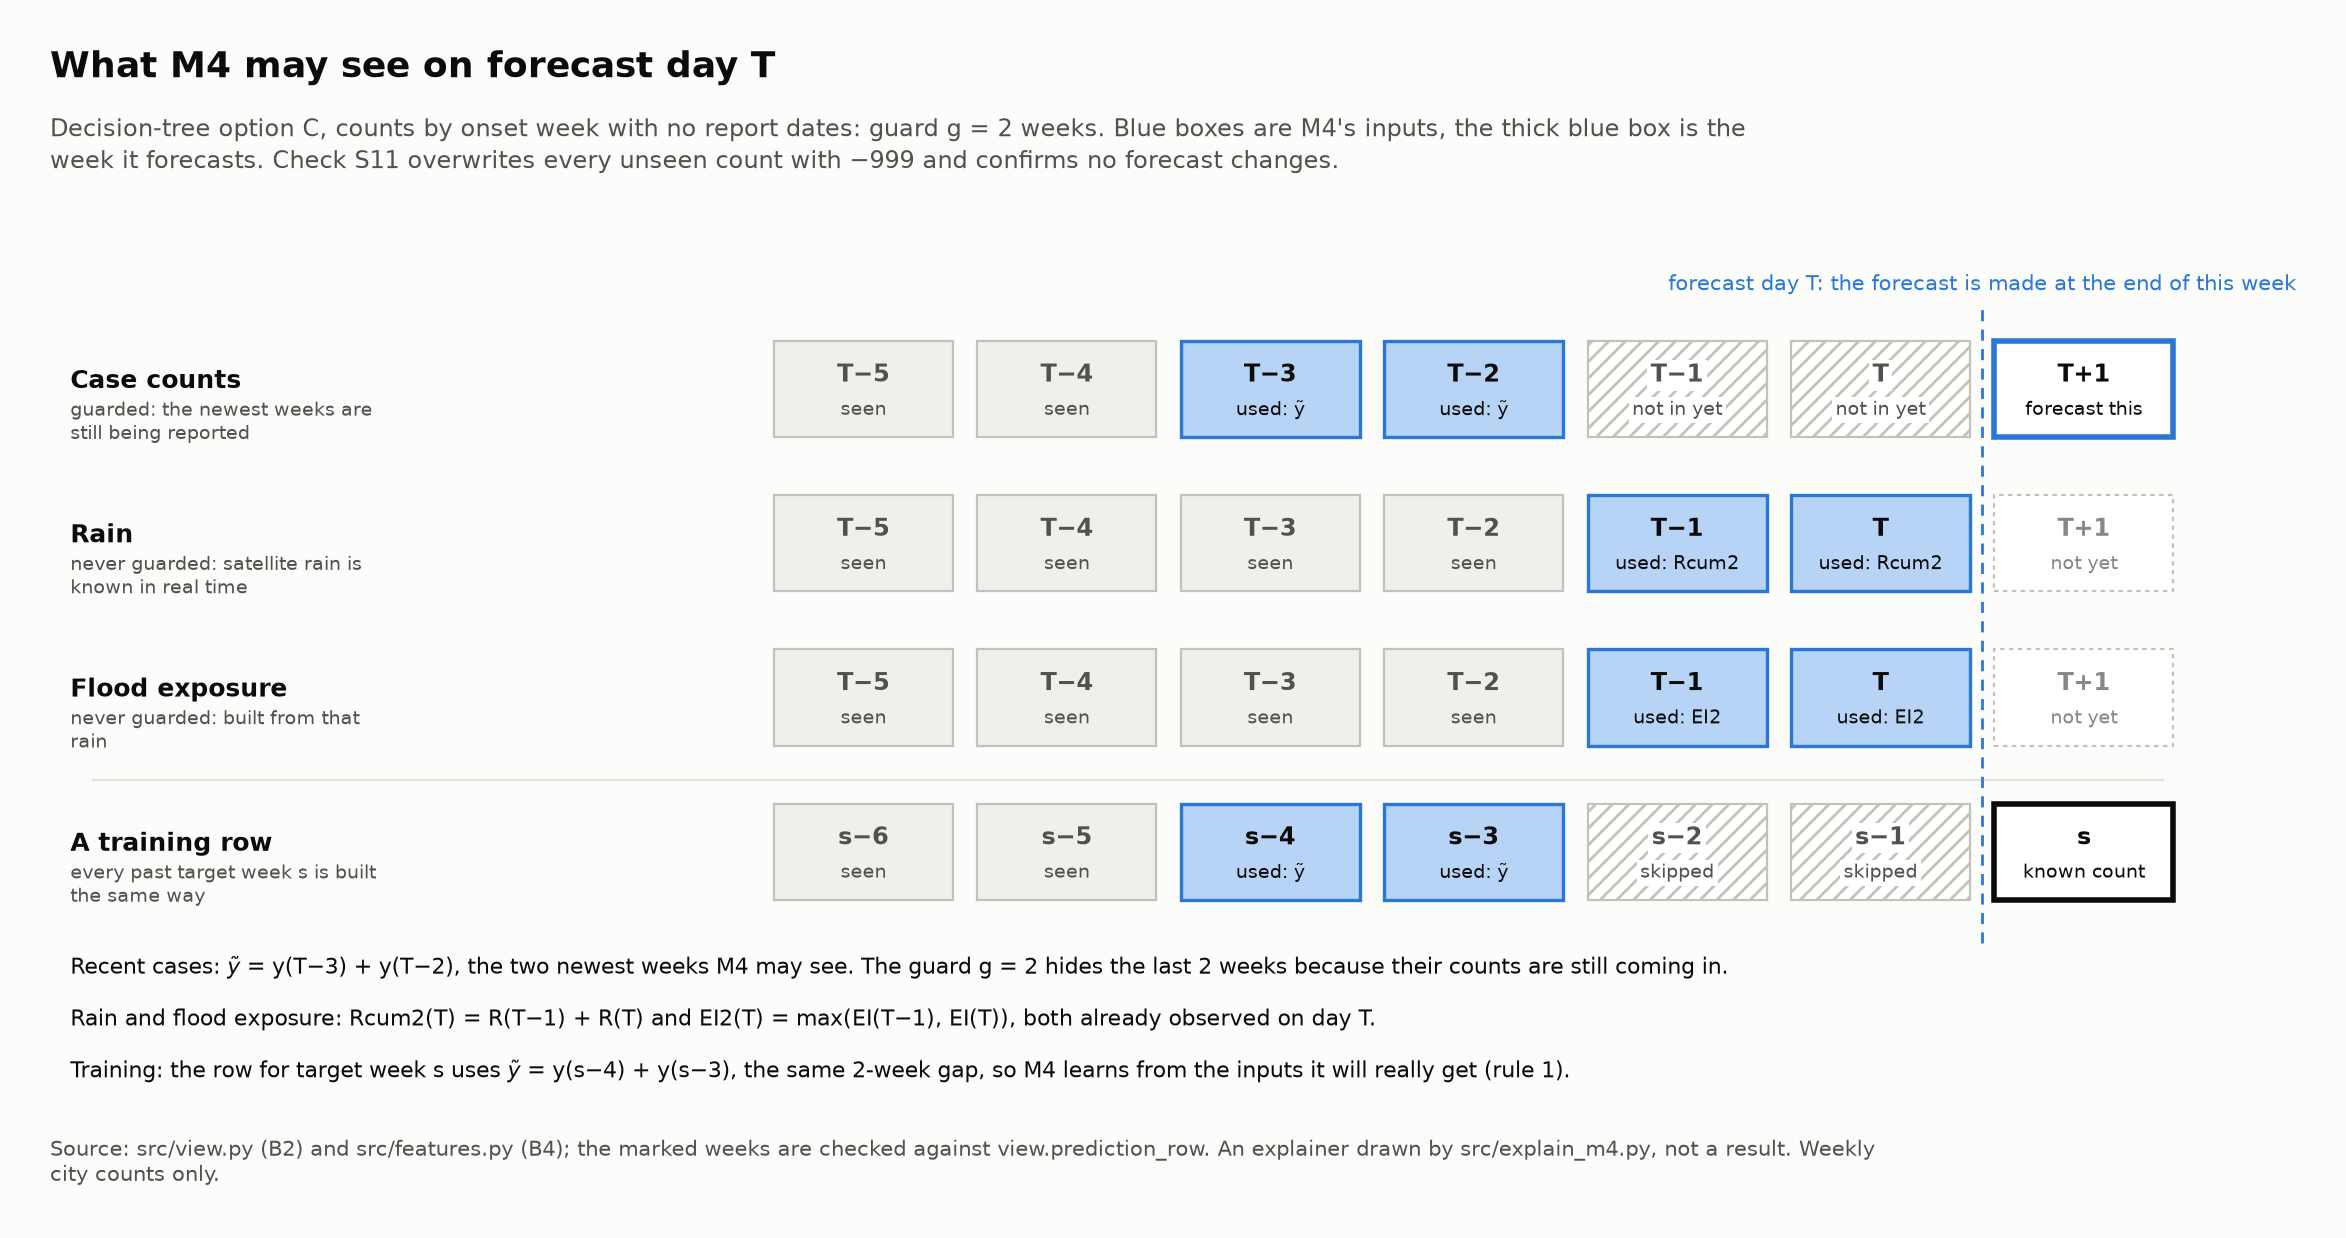 What M4 may see on forecast day T
Decision-tree option C, counts by onset week with no report dates: guard g = 2 weeks. Blue boxes are M4's inputs, the thick blue box is the
week it forecasts. Check S11 overwrites every unseen count with −999 and confirms no forecast changes.
forecast day T: the forecast is made at the end of this week
Case counts
guarded: the newest weeks are
still being reported
T−5
seen
T−4
seen
T−3
used: ỹ
T−2
used: ỹ
T−1
not in yet
T
not in yet
T+1
forecast this
Rain
never guarded: satellite rain is
known in real time
T−5
seen
T−4
seen
T−3
seen
T−2
seen
T−1
used: Rcum2
T
used: Rcum2
T+1
not yet
Flood exposure
never guarded: built from that
rain
T−5
seen
T−4
seen
T−3
seen
T−2
seen
T−1
used: EI2
T
used: EI2
T+1
not yet
A training row
every past target week s is built
the same way
s−6
seen
s−5
seen
s−4
used: ỹ
s−3
used: ỹ
s−2
skipped
s−1
skipped
s
known count
Recent cases: ỹ = y(T−3) + y(T−2), the two newest weeks M4 may see. The guard g = 2 hides the last 2 weeks because their counts are still coming in.
Rain and flood exposure: Rcum2(T) = R(T−1) + R(T) and EI2(T) = max(EI(T−1), EI(T)), both already observed on day T.
Training: the row for target week s uses ỹ = y(s−4) + y(s−3), the same 2-week gap, so M4 learns from the inputs it will really get (rule 1).
Source: src/view.py (B2) and src/features.py (B4); the marked weeks are checked against view.prediction_row. An explainer drawn by src/explain_m4.py, not a result. Weekly
city counts only.